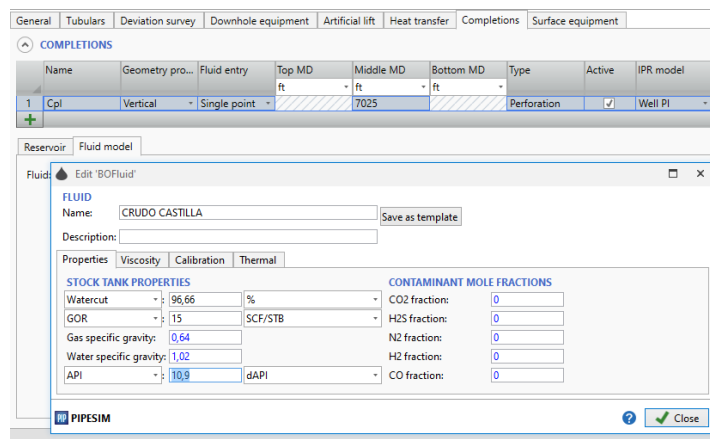 General Tubulars Deviation survey Downhole equipment Artificial lift Heat transfer Completions Surface equipment
COMPLETIONS
Name Geometry pro... Fluid entry Top MD Middle MD Bottom MD Type Active IPR model
ft ft ft
1 Cpl Vertical Single point 7025 Perforation Well PI
Reservoir Fluid model
Fluid: Edit 'BOFluid'
FLUID
Name: CRUDO CASTILLA Save as template
Description:
Properties Viscosity Calibration Thermal
STOCK TANK PROPERTIES CONTAMINANT MOLE FRACTIONS
Watercut : 96,66 % CO2 fraction: 0
GOR : 15 SCF/STB H2S fraction: 0
Gas specific gravity: 0,64 N2 fraction: 0
Water specific gravity: 1,02 H2 fraction: 0
API : 10,9 dAPI CO fraction: 0
PIP PIPESIM ? Close